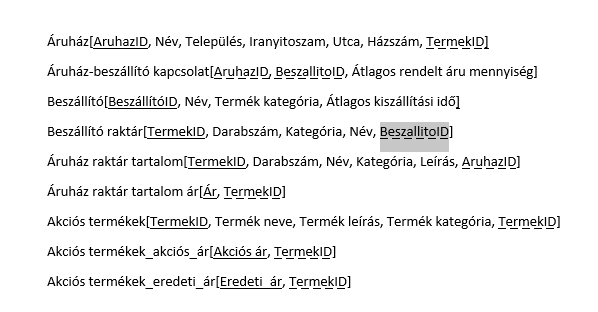 Áruház[AruhazID, Név, Település, Iranyitoszam, Utca, Házszám, TermekID]
Áruház-beszállító kapcsolat[AruhazID, BeszallitoID, Átlagos rendelt áru mennyiség]
Beszállító[BeszállítóID, Név, Termék kategória, Átlagos kiszállítási idő]
Beszállító raktár[TermekID, Darabszám, Kategória, Név, BeszallitoID]
Áruház raktár tartalom[TermekID, Darabszám, Név, Kategória, Leírás, AruhazID]
Áruház raktár tartalom ár[Ár, TermekID]
Akciós termékek[TermekID, Termék neve, Termék leírás, Termék kategória, TermekID]
Akciós termékek_akciós_ár[Akciós ár, TermekID]
Akciós termékek_eredeti_ár[Eredeti_ár, TermekID]